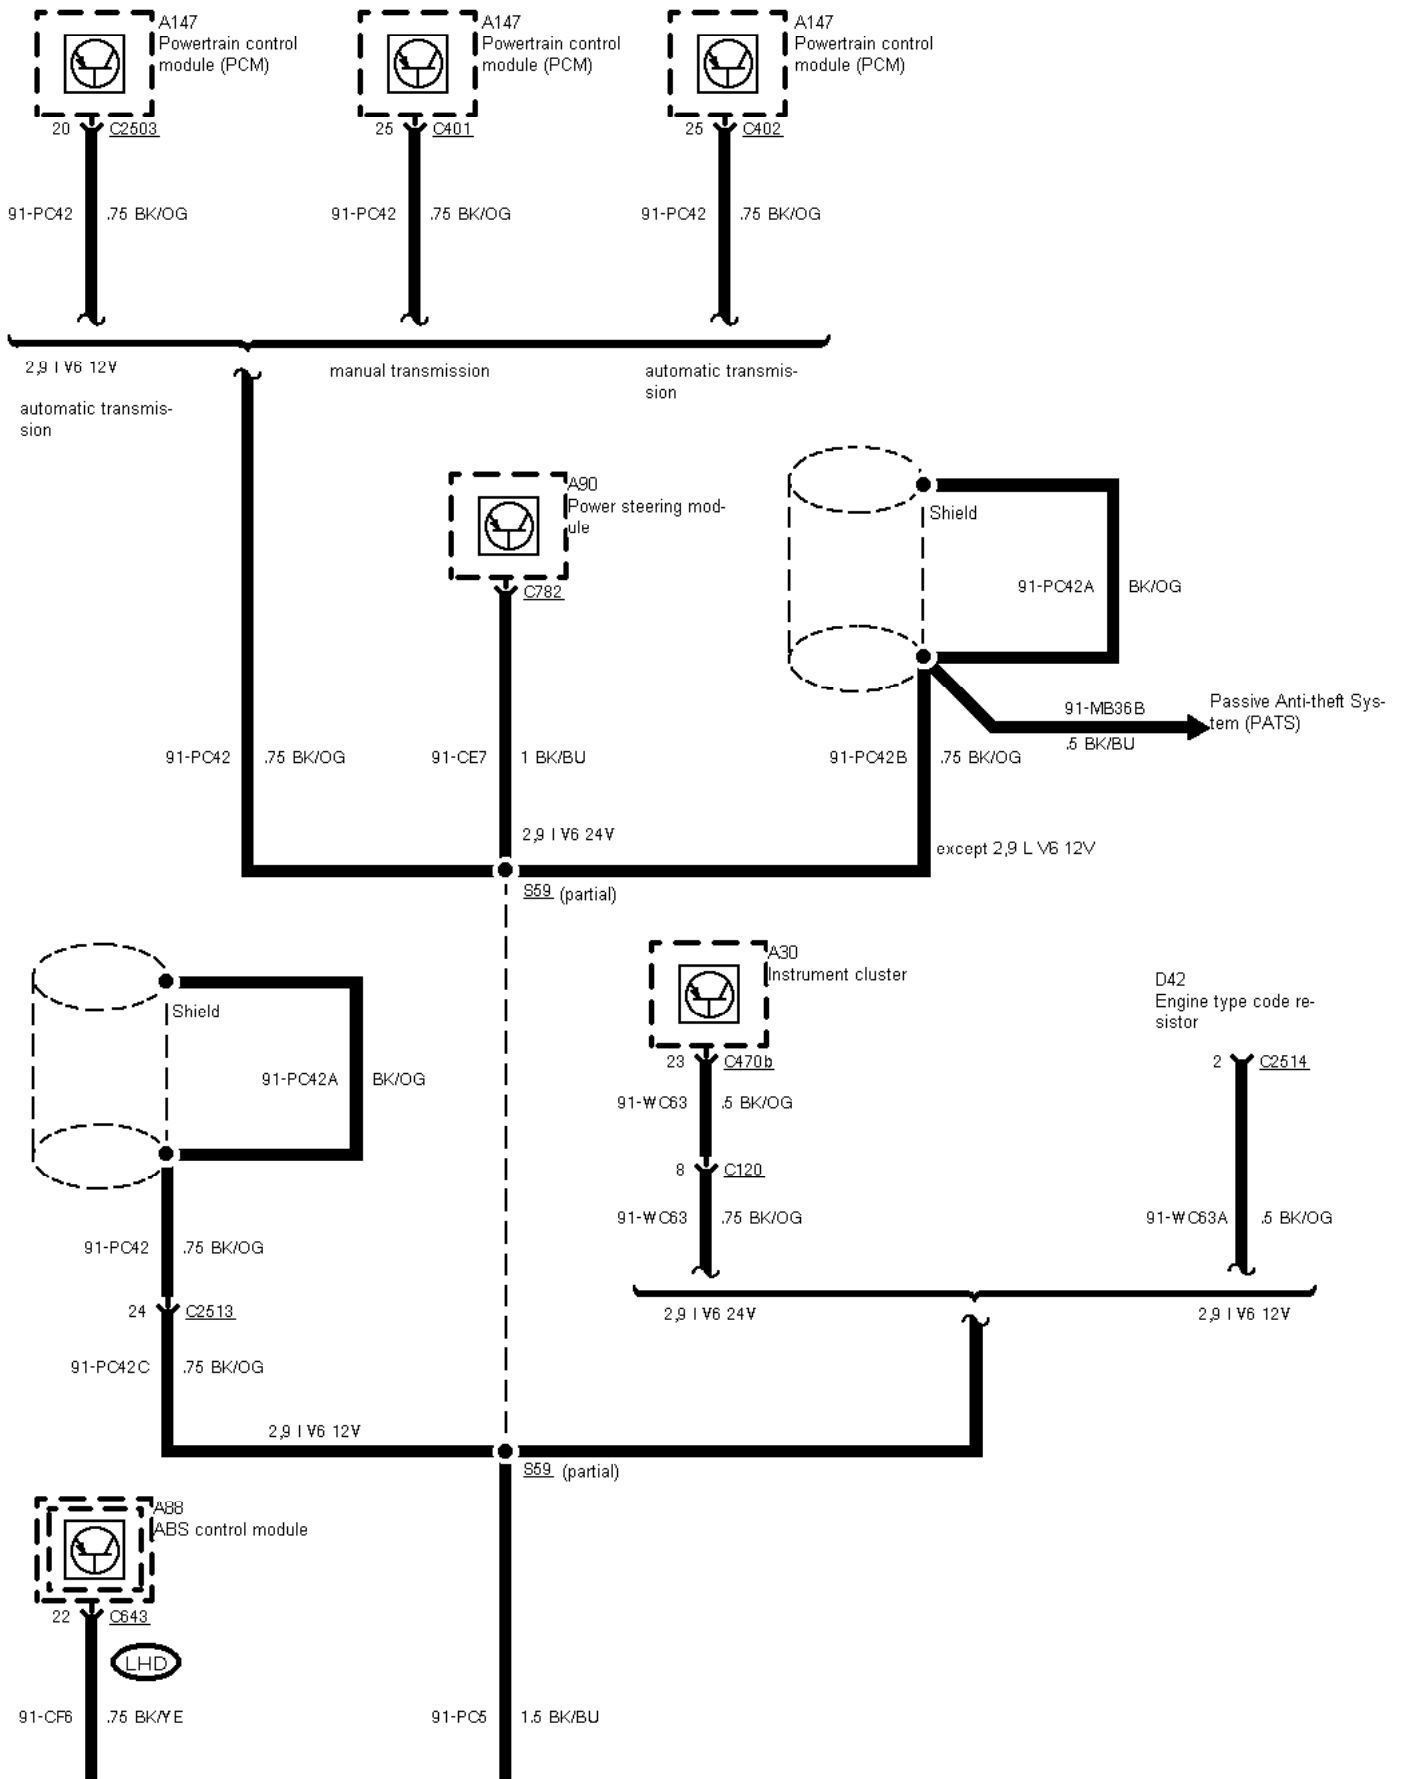 A147
Powertrain control
module (PCM)
A147
Powertrain control
module (PCM)
A147
Powertrain control
module (PCM)
20 C2503
25 C401
25 C402
91-PC42 .75 BK/OG
91-PC42 .75 BK/OG
91-PC42 .75 BK/OG
2,9 l V6 12V
automatic transmis-
sion
manual transmission
automatic transmis-
sion
A90
Power steering mod-
ule
C782
Shield
91-PC42A BK/OG
91-MB36B
.5 BK/BU
Passive Anti-theft Sys-
tem (PATS)
91-PC42 .75 BK/OG
91-CE7 1 BK/BU
91-PC42B .75 BK/OG
2,9 l V6 24V
except 2,9 L V6 12V
S59 (partial)
Shield
91-PC42A BK/OG
A30
Instrument cluster
D42
Engine type code re-
sistor
23 C470b
2 C2514
91-WC63 .5 BK/OG
8 C120
91-WC63 .75 BK/OG
91-WC63A .5 BK/OG
91-PC42 .75 BK/OG
24 C2513
2,9 l V6 24V
2,9 l V6 12V
91-PC42C .75 BK/OG
2,9 l V6 12V
S59 (partial)
A88
ABS control module
22 C643
LHD
91-CF6 .75 BK/YE
91-PC5 1.5 BK/BU